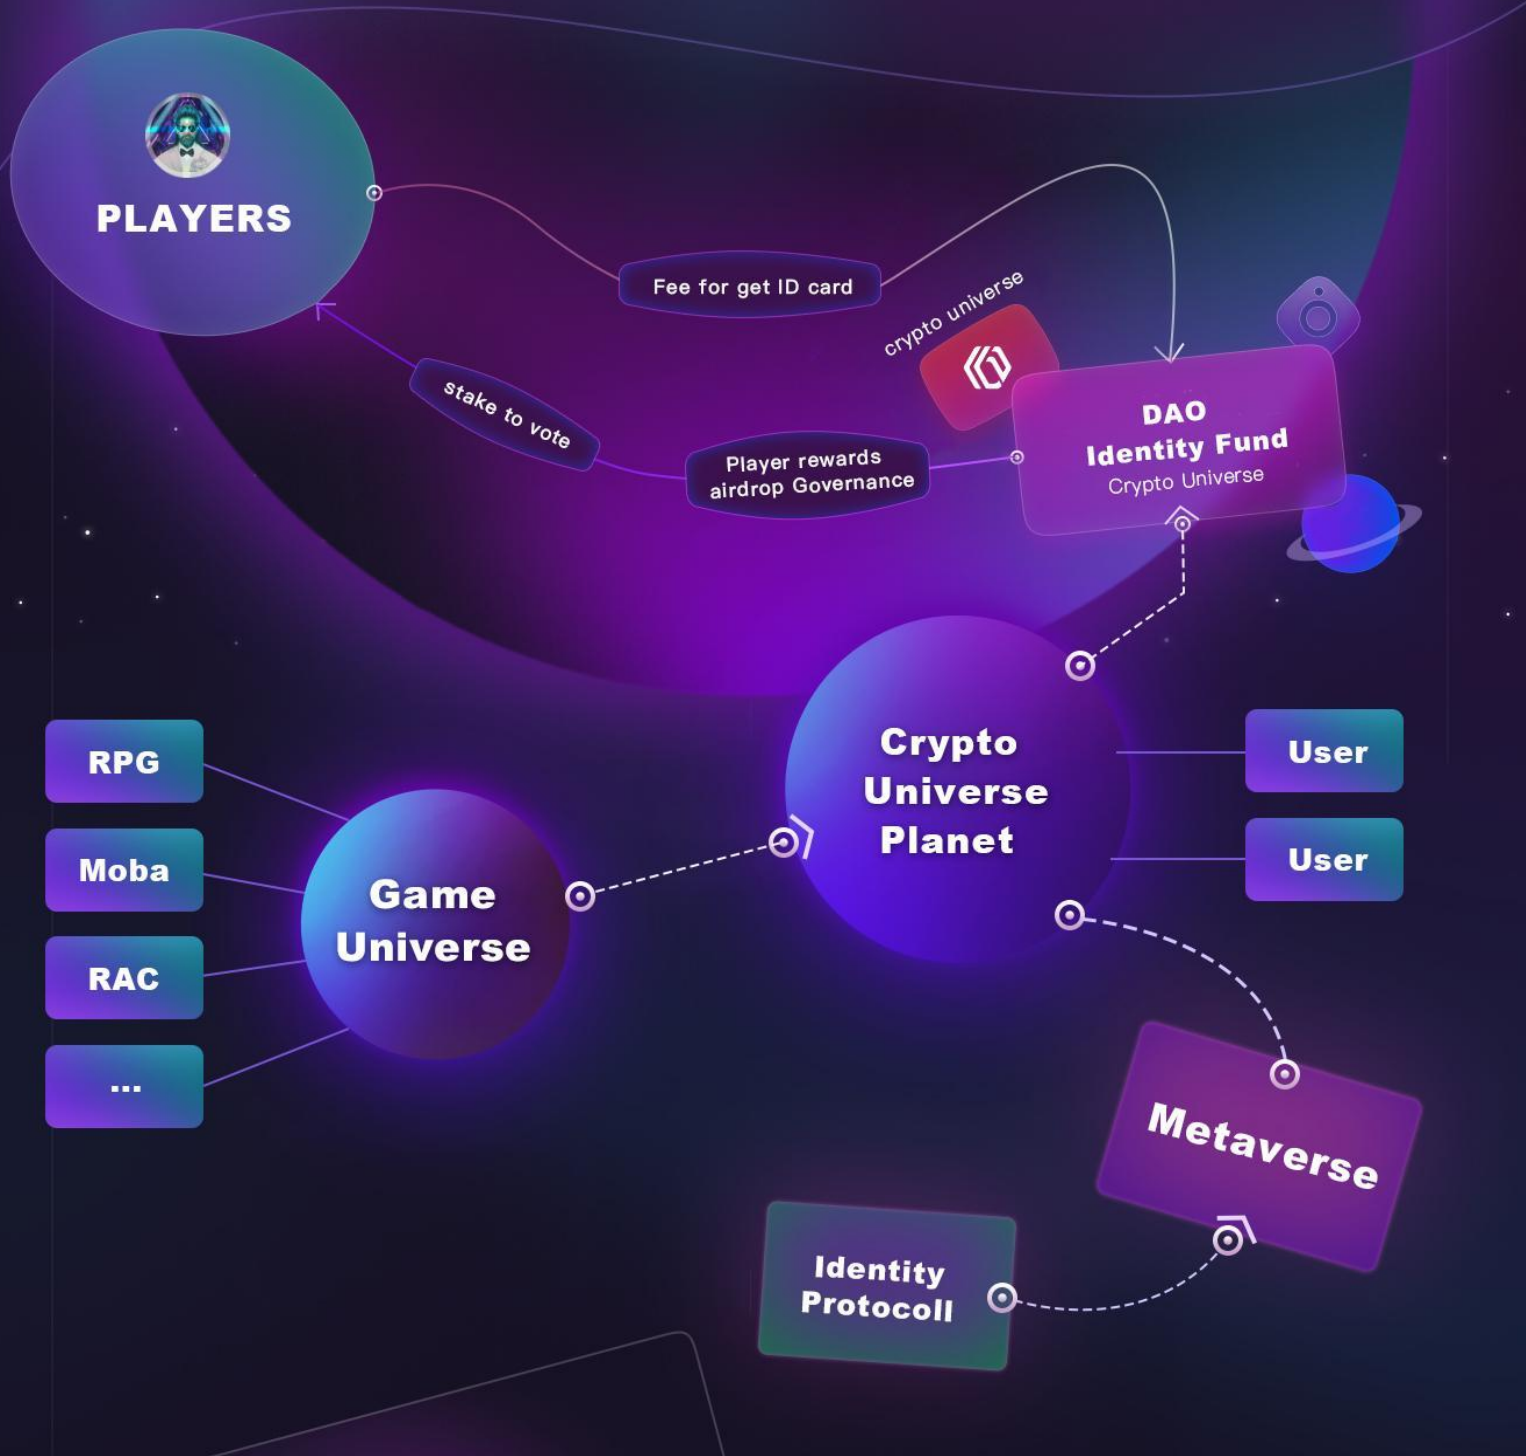 PLAYERS
Fee for get ID card
crypto universe
stake to vote
Player rewards
airdrop Governance
DAO
Identity Fund
Crypto Universe
RPG
Moba
RAC
...
Game
Universe
Crypto
Universe
Planet
User
User
Metaverse
Identity
Protocoll